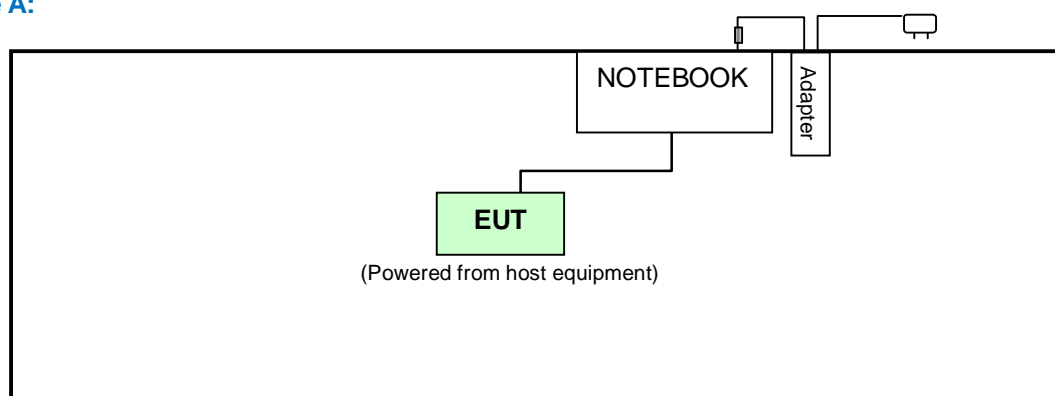 A:
NOTEBOOK
Adapter
EUT
(Powered from host equipment)